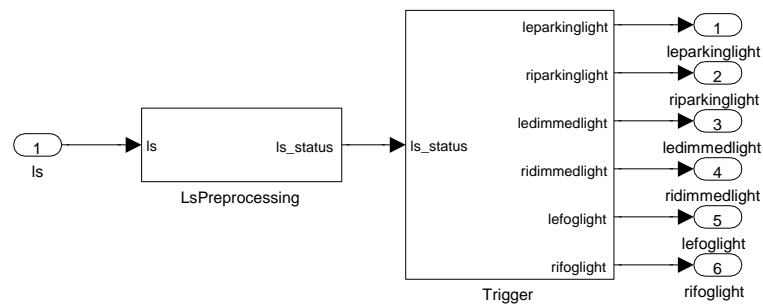 1
ls
ls
ls_status
LsPreprocessing
ls_status
leparkinglight
riparkinglight
ledimmedlight
ridimmedlight
lefoglight
rifoglight
Trigger
1
leparkinglight
2
riparkinglight
3
ledimmedlight
4
ridimmedlight
5
lefoglight
6
rifoglight